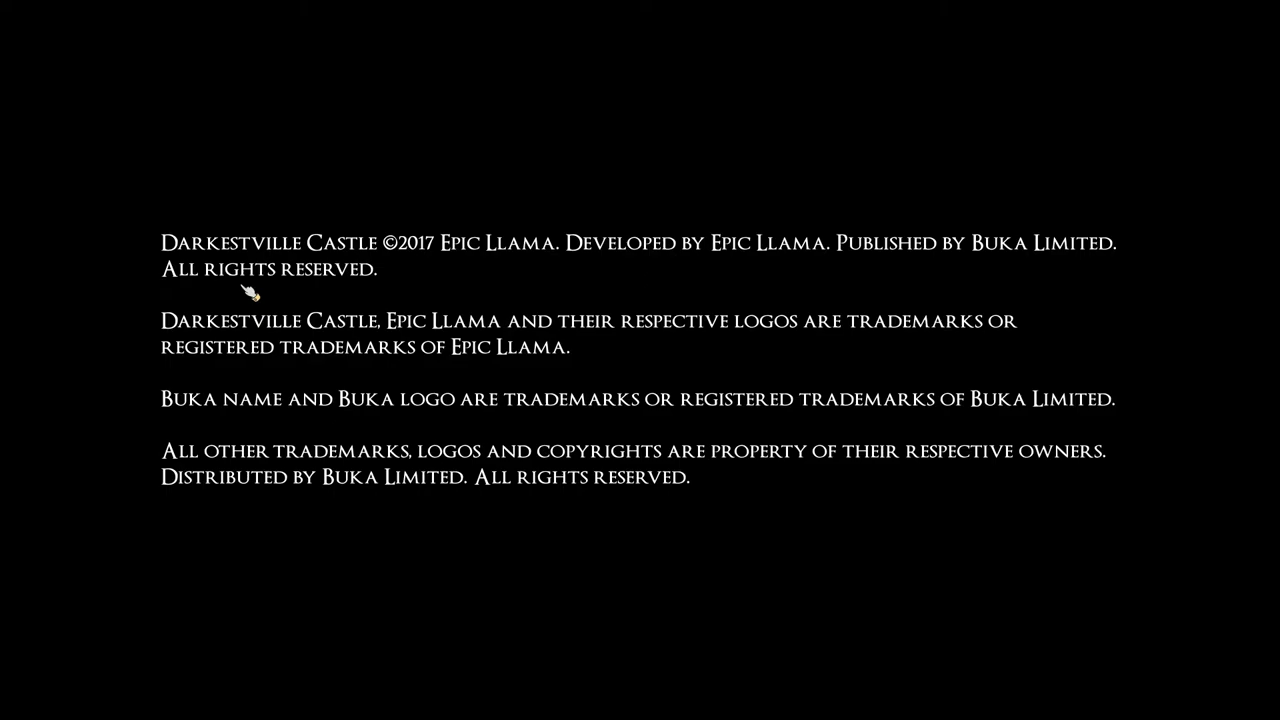 Darkestville Castle ©2017 Epic Llama. Developed by Epic Llama. Published by Buka Limited.
All rights reserved.
Darkestville Castle, Epic Llama and their respective logos are trademarks or
registered trademarks of Epic Llama.
Buka name and Buka logo are trademarks or registered trademarks of Buka Limited.
All other trademarks, logos and copyrights are property of their respective owners.
Distributed by Buka Limited. All rights reserved.